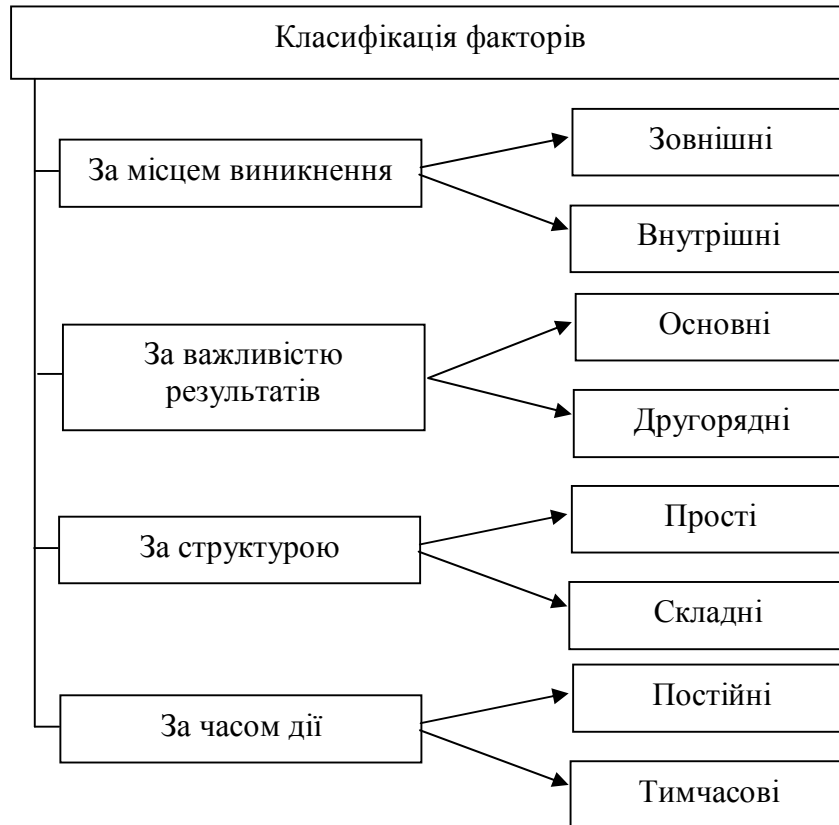 Класифікація факторів
За місцем виникнення
Зовнішні
Внутрішні
За важливістю
результатів
Основні
Другорядні
За структурою
Прості
Складні
За часом дії
Постійні
Тимчасові